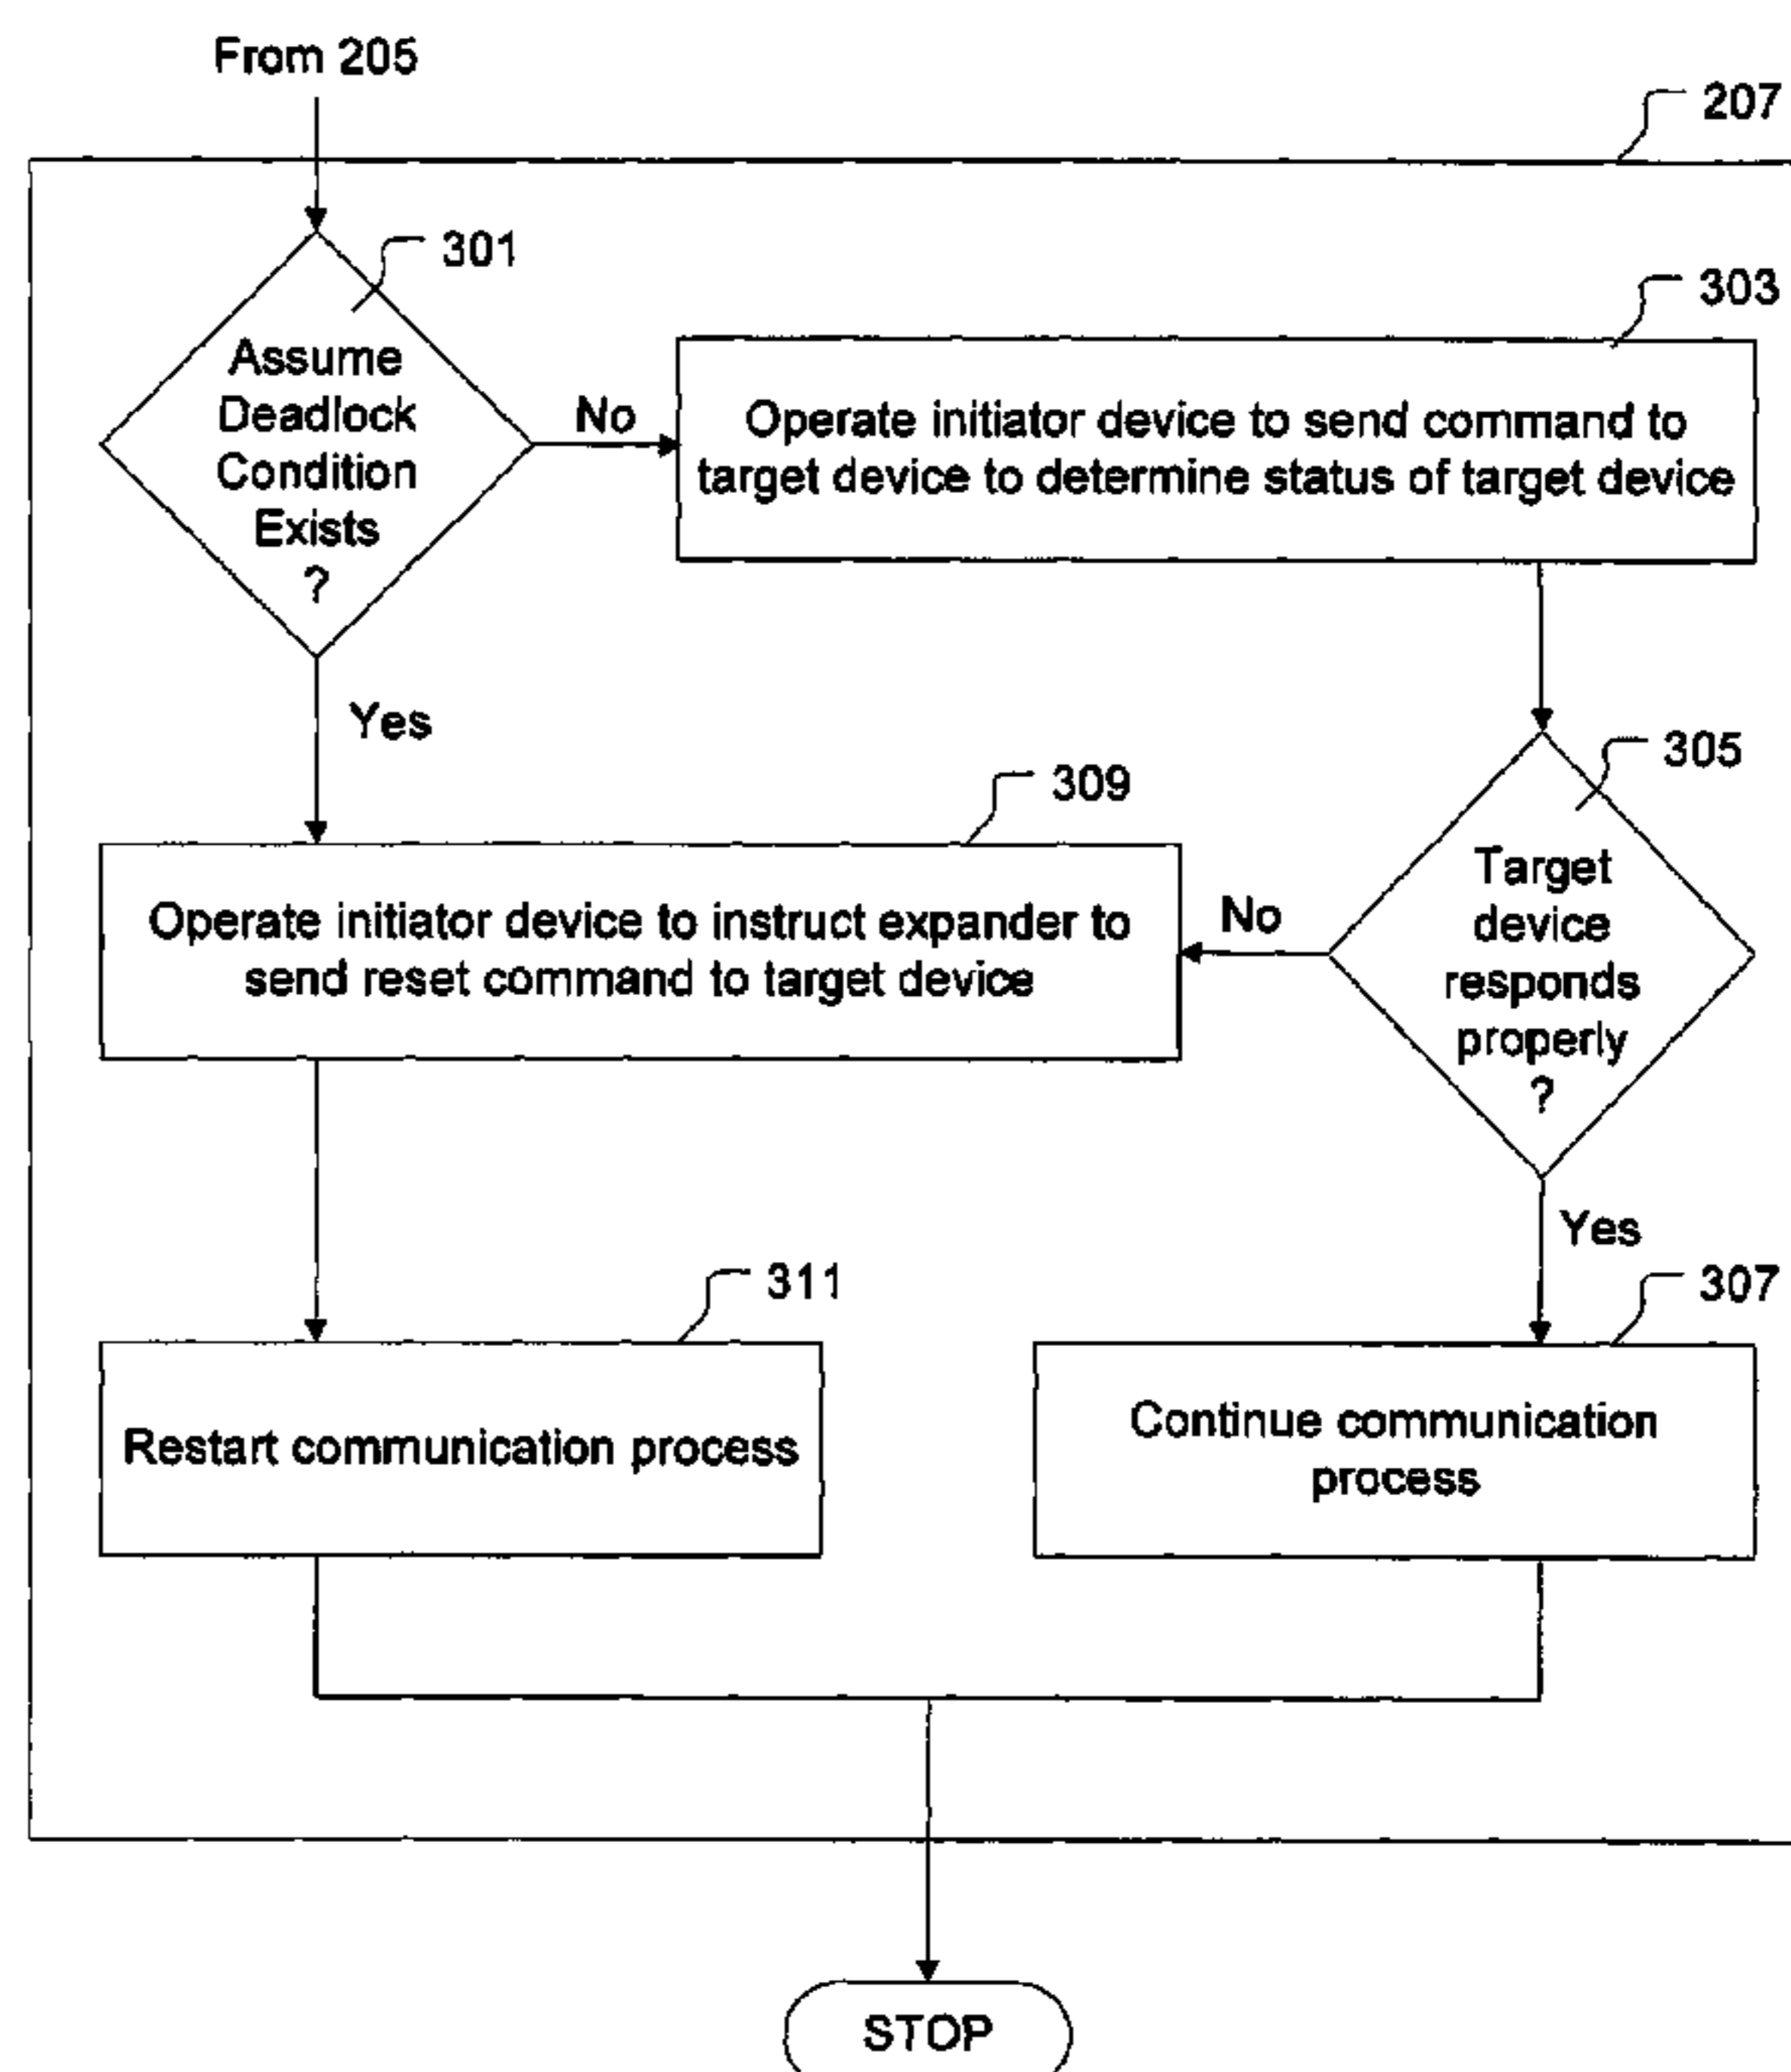 From 205
207
301
Assume
Deadlock
Condition
Exists
?
No
303
Operate initiator device to send command to
target device to determine status of target device
Yes
305
Target
device
responds
properly
?
No
309
Operate initiator device to instruct expander to
send reset command to target device
Yes
311
Restart communication process
307
Continue communication
process
STOP